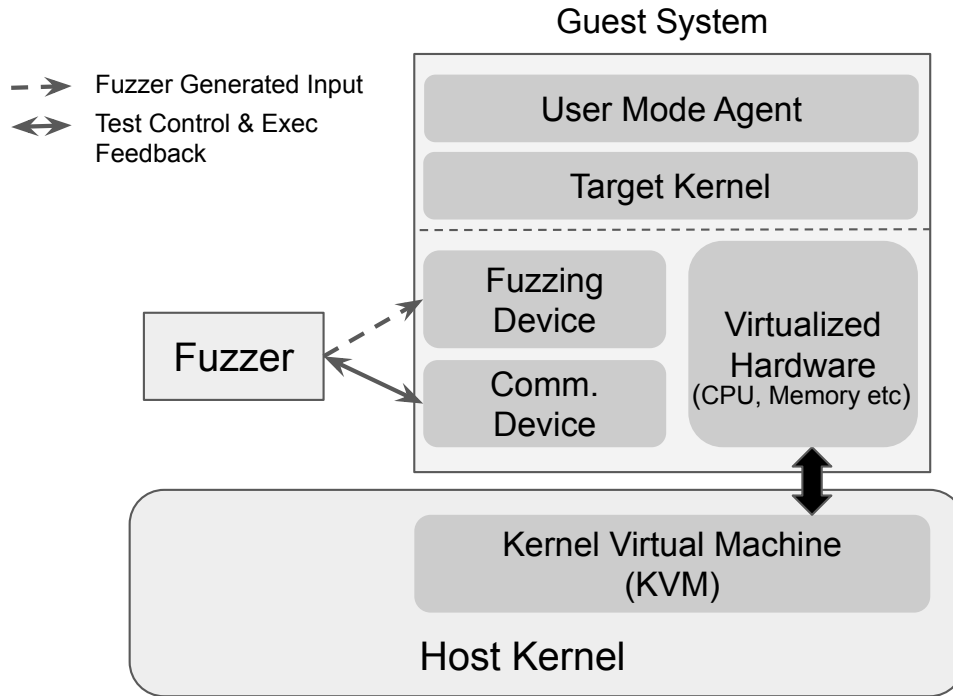 Guest System
Fuzzer Generated Input
Test Control & Exec
Feedback
User Mode Agent
Target Kernel
Fuzzing
Device
Virtualized
Hardware
(CPU, Memory etc)
Fuzzer
Comm.
Device
Kernel Virtual Machine
(KVM)
Host Kernel